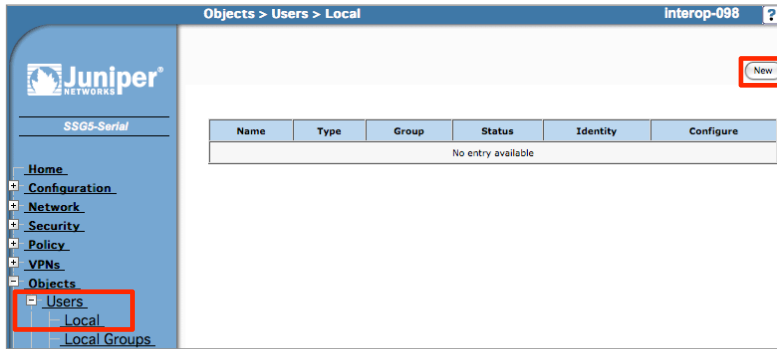 Objects > Users > Local
interop-098
?
Juniper
NETWORKS
®
SSG5-Serial
New
Name Type Group Status Identity Configure
No entry available
Home
Configuration
Network
Security
Policy
VPNs
Objects
Users
Local
Local Groups